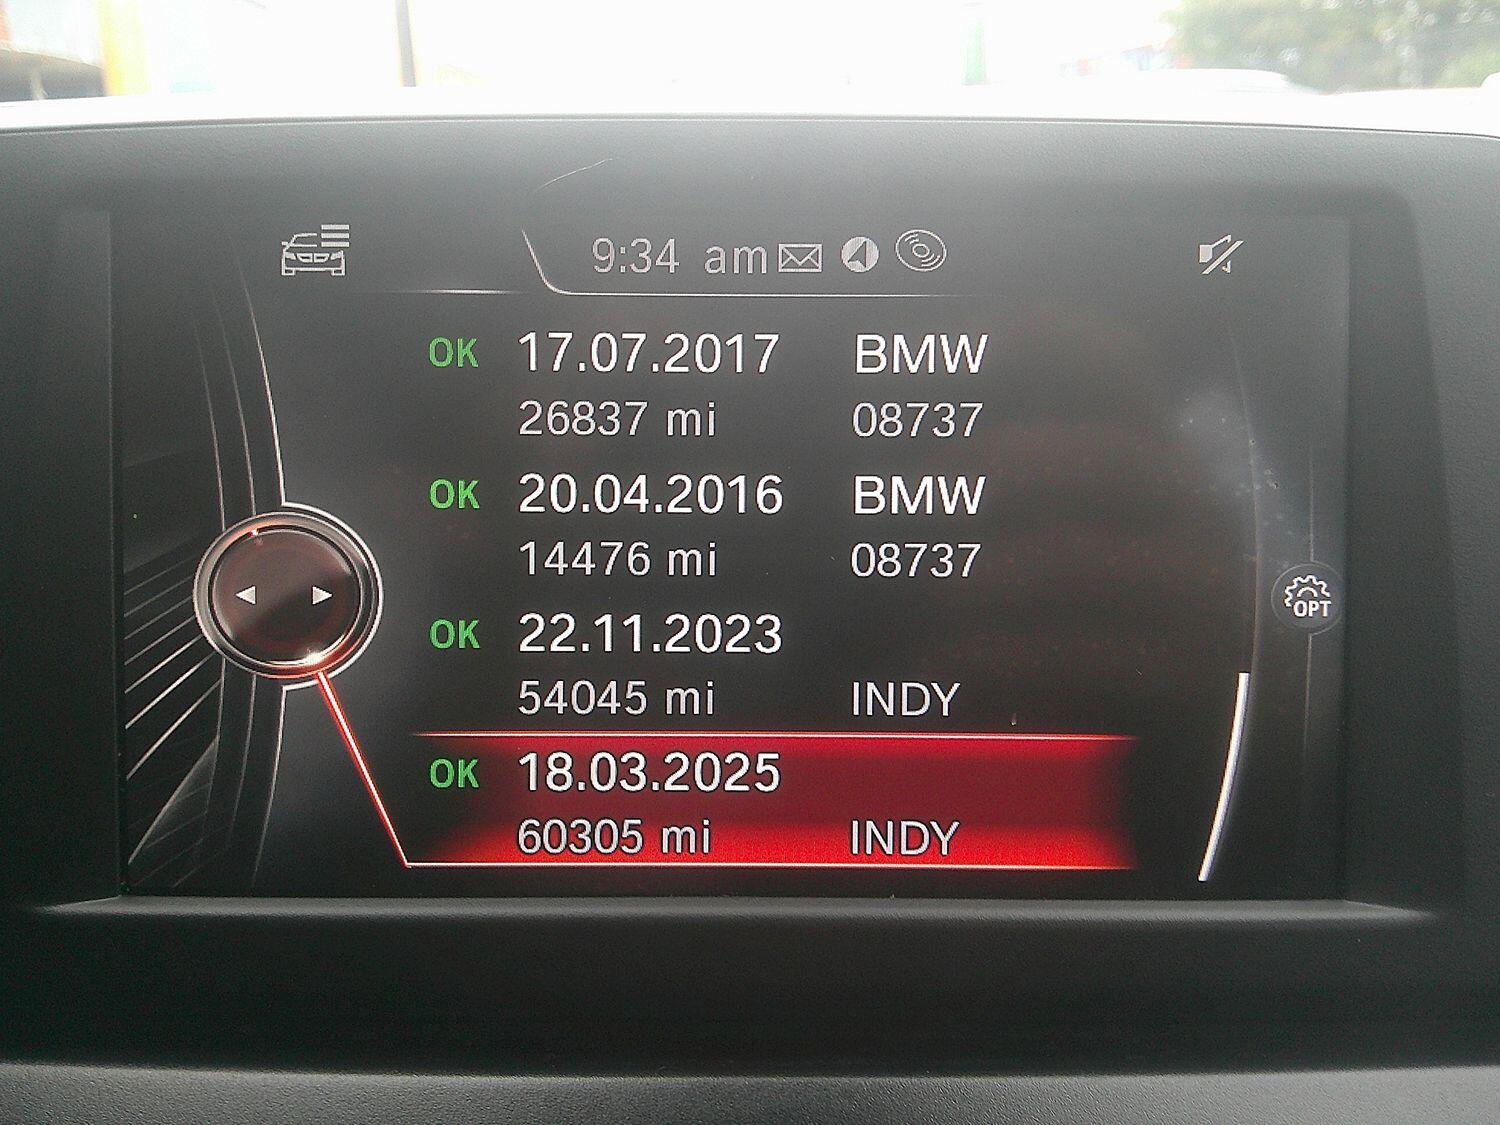 9:34 am
OK 17.07.2017 BMW
26837 mi 08737
OK 20.04.2016 BMW
14476 mi 08737
OK 22.11.2023
54045 mi INDY
OPT
OK 18.03.2025
60305 mi INDY